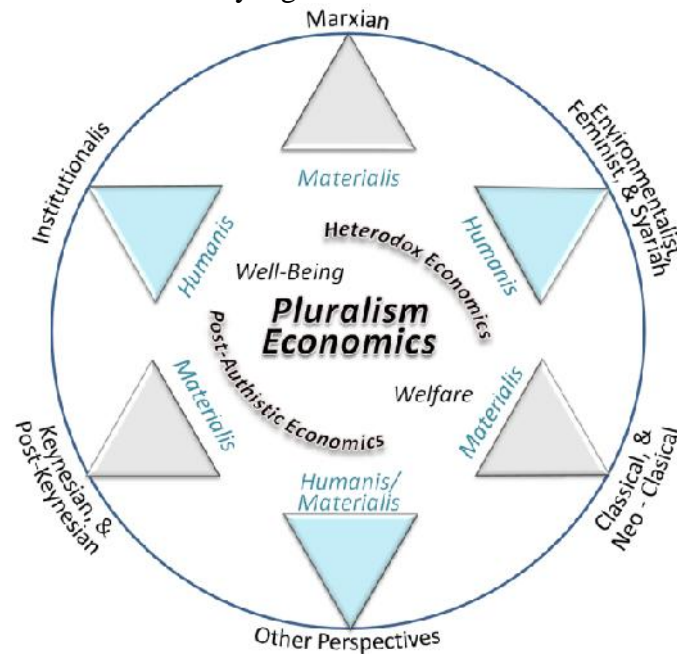 Marxian
Environmentalist,
Feminist, & Syariah
Institutionalis
Materialis
Humanis
Humanis
Heterodox Economics
Well-Being
Pluralism
Economics
Post-Authistic Economics
Welfare
Materialis
Materialis
Keynesian, &
Post-Keynesian
Humanis/
Materialis
Classical, &
Neo - Clasical
Other Perspectives